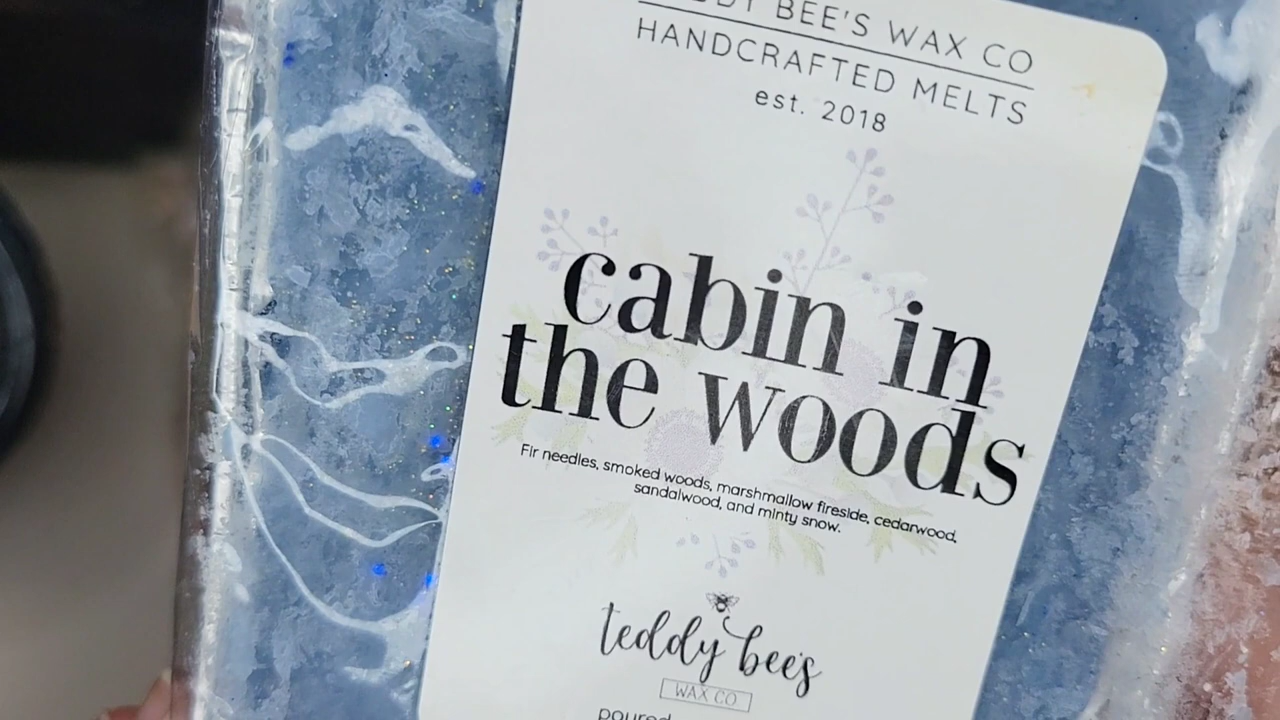 BEE'S WAX CO
HANDCRAFTED MELTS
est. 2018
cabin in
the woods
Fir needles, smoked woods, marshmallow fireside, cedarwood,
sandalwood, and minty snow.
teddy bee's
WAX CO
poured